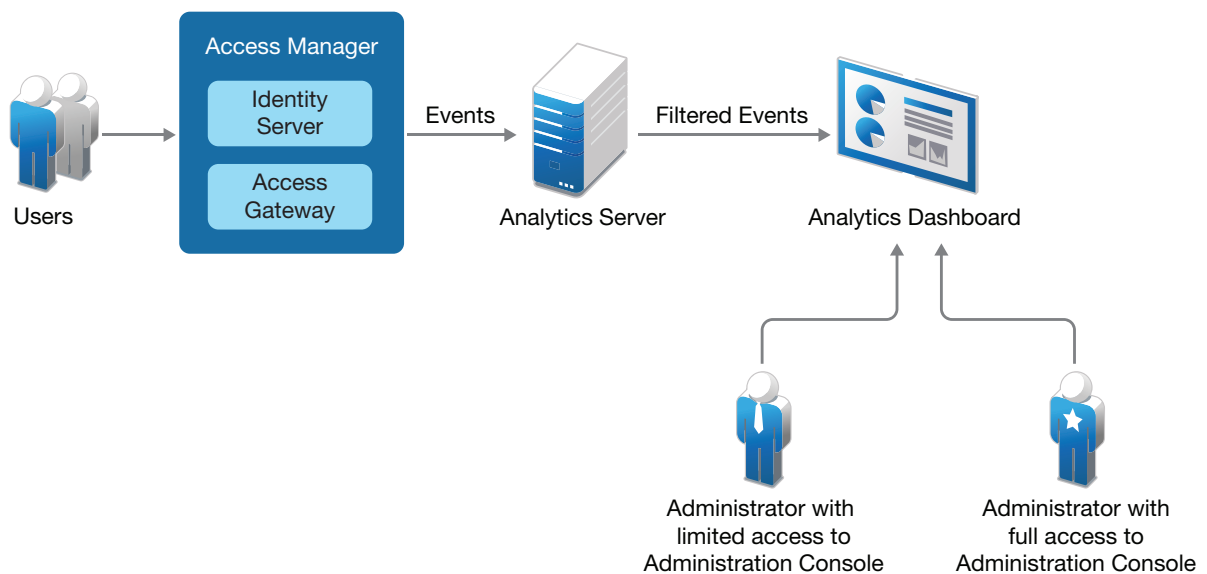 Access Manager
Identity
Server
Access
Gateway
Users
Events
Analytics Server
Filtered Events
Analytics Dashboard
Administrator with
limited access to
Administration Console
Administrator with
full access to
Administration Console